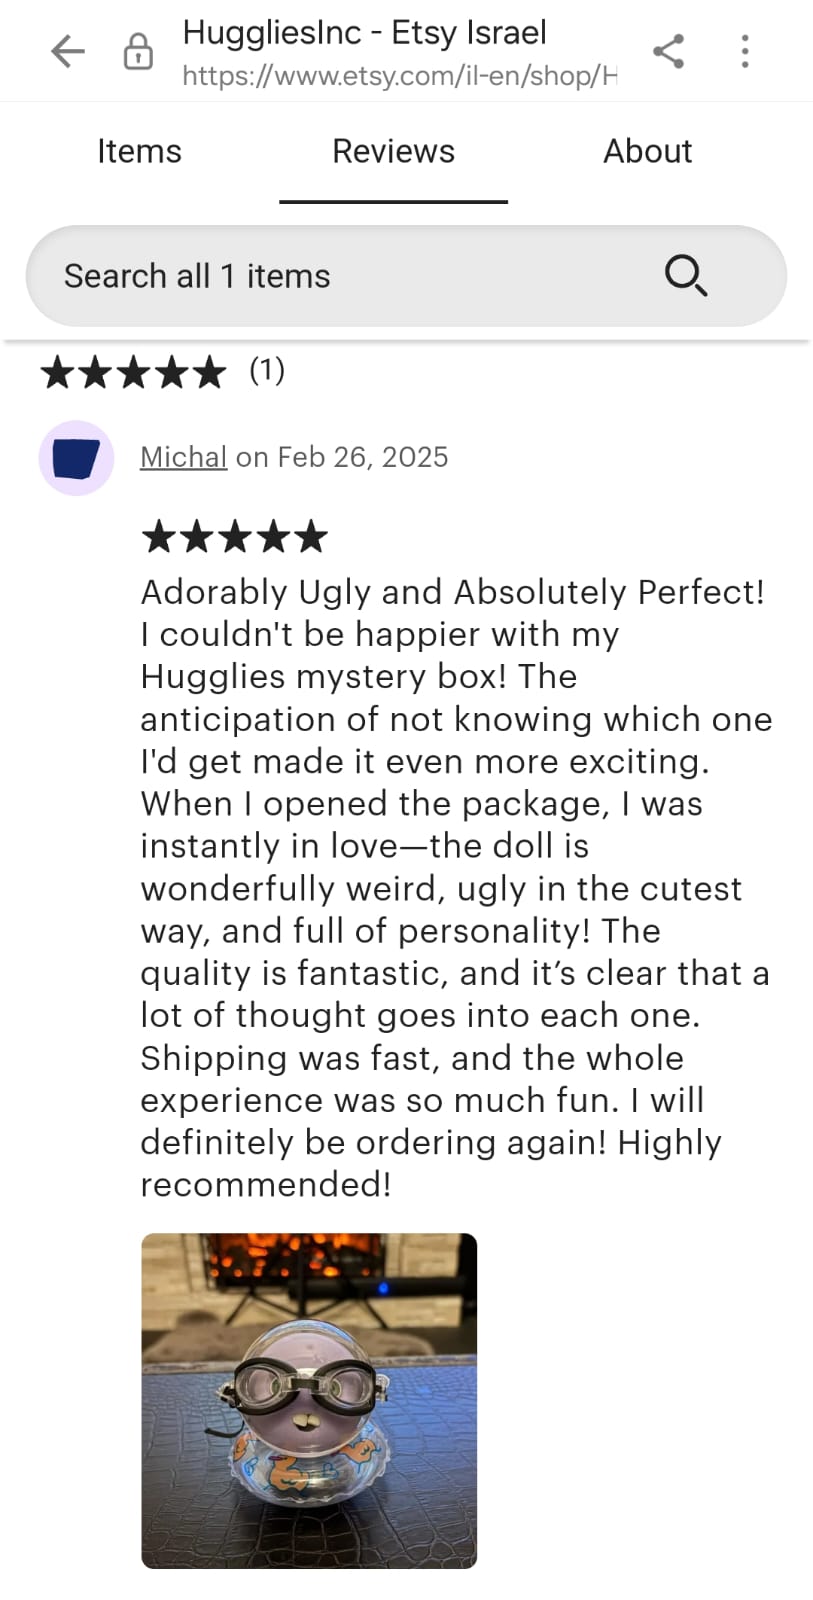 HuggliesInc - Etsy Israel
https://www.etsy.com/il-en/shop/H
Items
Reviews
About
Search all 1 items
★★★★★ (1)
Michal on Feb 26, 2025
★★★★★
Adorably Ugly and Absolutely Perfect!
I couldn't be happier with my
Hugglies mystery box! The
anticipation of not knowing which one
I'd get made it even more exciting.
When I opened the package, I was
instantly in love—the doll is
wonderfully weird, ugly in the cutest
way, and full of personality! The
quality is fantastic, and it’s clear that a
lot of thought goes into each one.
Shipping was fast, and the whole
experience was so much fun. I will
definitely be ordering again! Highly
recommended!